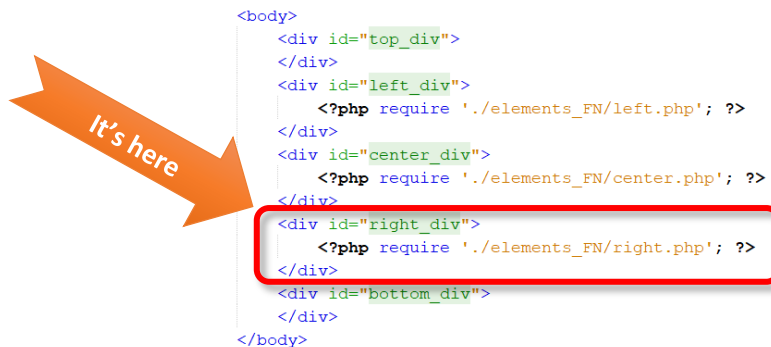 <body>
<div id="top_div">
</div>
<div id="left_div">
<?php require './elements_FN/left.php'; ?>
</div>
<div id="center_div">
<?php require './elements_FN/center.php'; ?>
</div>
It's here
<div id="right_div">
<?php require './elements_FN/right.php'; ?>
</div>
<div id="bottom_div">
</div>
</body>